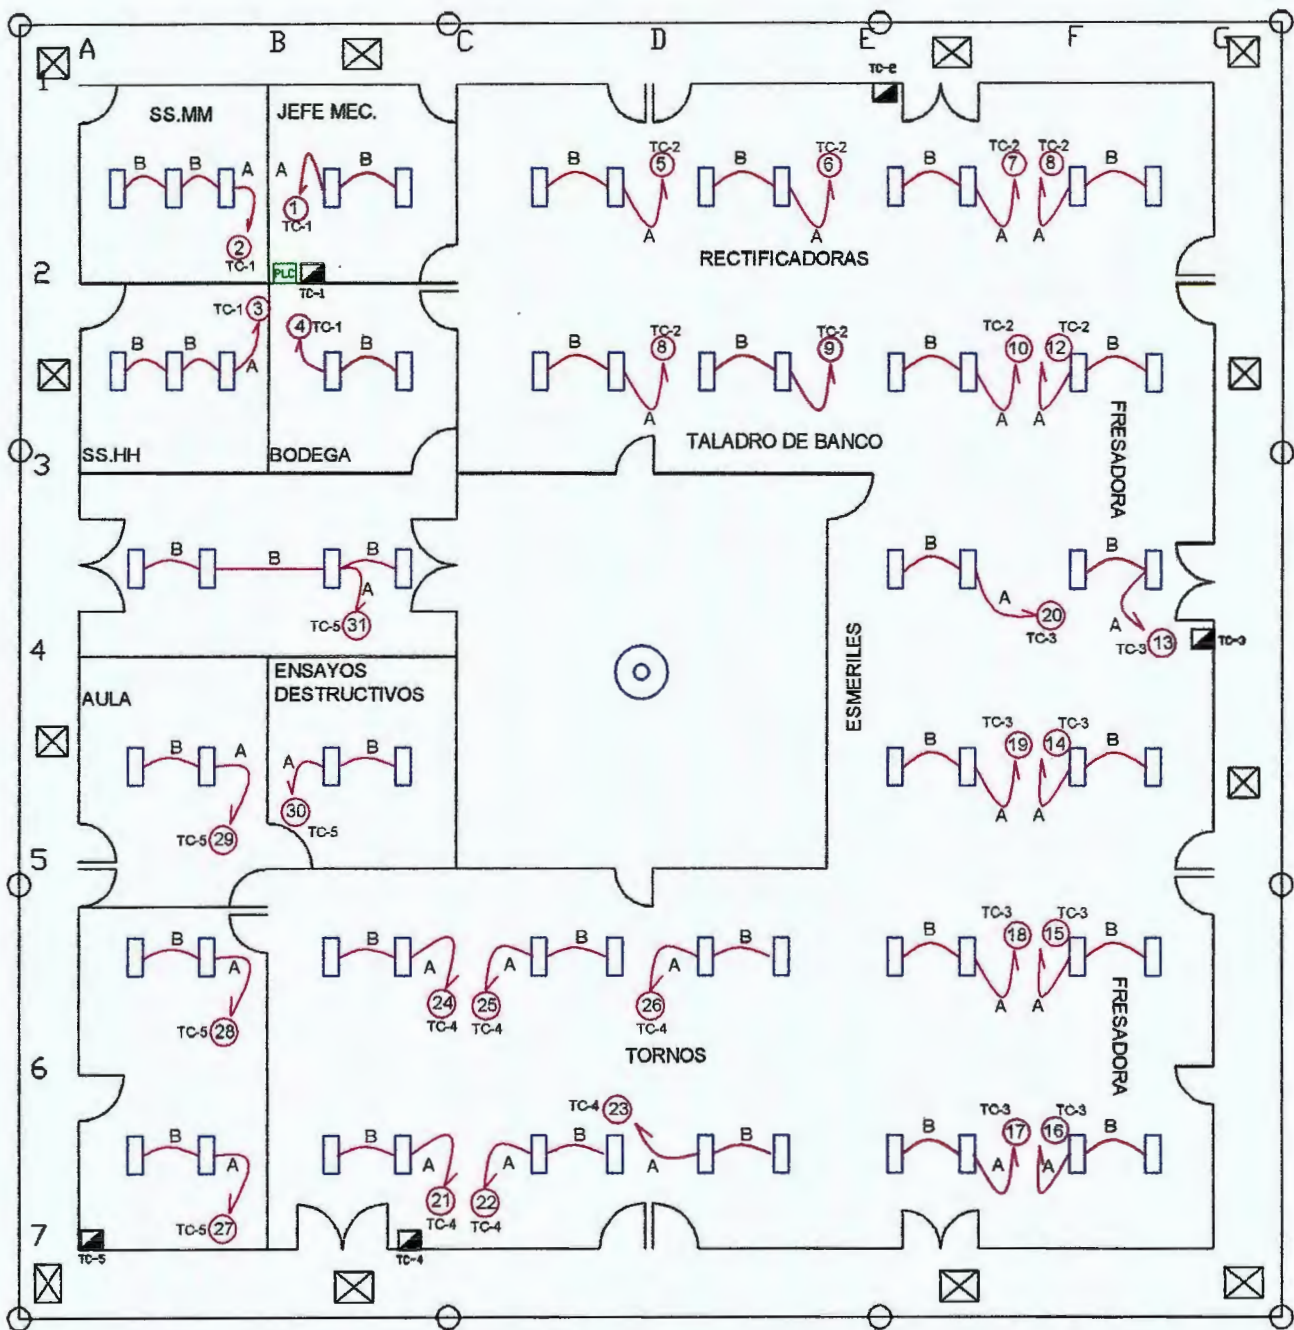 A B C D E F G
TC-2
1
SS.MM JEFE MEC.
TC-2 TC-2 TC-2 TC-2
B B A A B B 5 B 6 B 7 8 B
1
TC-1
2
TC-1
A A A A
RECTIFICADORAS
2
PLC
TC-1
TC-1 3 4 TC-1
TC-2 TC-2 TC-2 TC-2
B B A B B 8 B 9 B 10 12 B
A A A
FRESADORA
TALADRO DE BANCO
SS.HH BODEGA
3
B B B B B
A A A
TC-5 31 20
TC-3
TC-3 13 TC-3
4
ESMERILES
ENSAYOS
DESTRUCTIVOS
AULA
TC-3 TC-3
B A A B B 19 14 B
30
TC-5
A A
TC-5 29
5
TC-3 TC-3
B A B A A B A B B 18 15 B
24 25 26
TC-4 TC-4 TC-4
A A
TC-5 28
FRESADORA
TORNOS
6
TC-4 23
TC-3 TC-3
B A B A A B A B B 17 16 B
A A
21 22
TC-4 TC-4
TC-5 27
7
TC-5 TC-4